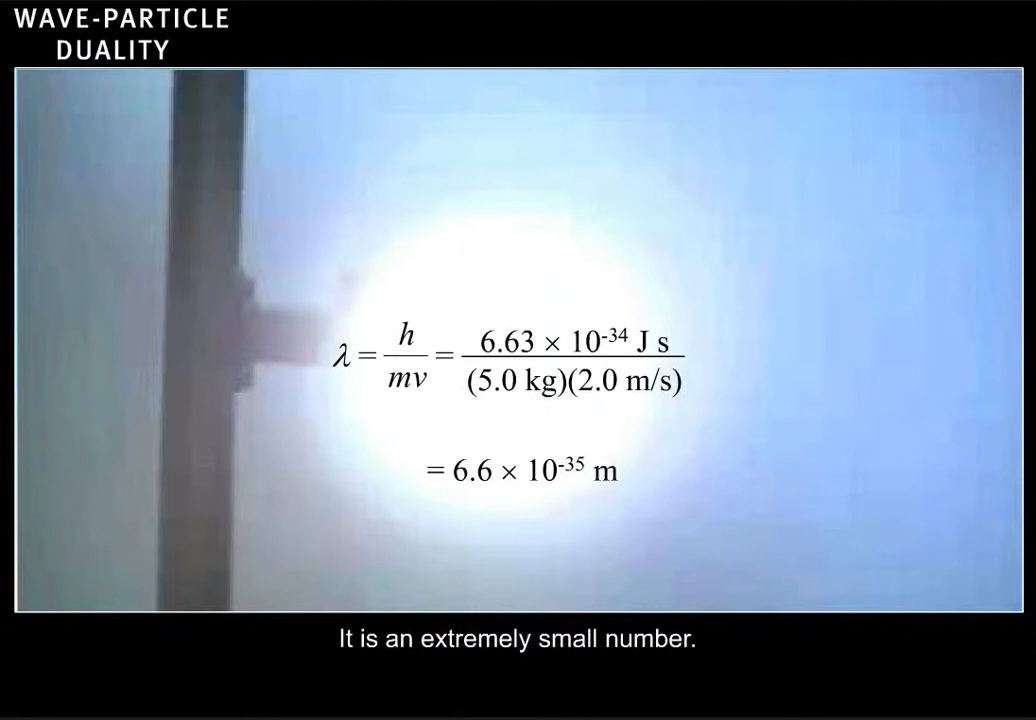 WAVE-PARTICLE
DUALITY
λ = h/mv = 6.63 × 10⁻³⁴ J s/(5.0 kg)(2.0 m/s)
= 6.6 × 10⁻³⁵ m
It is an extremely small number.